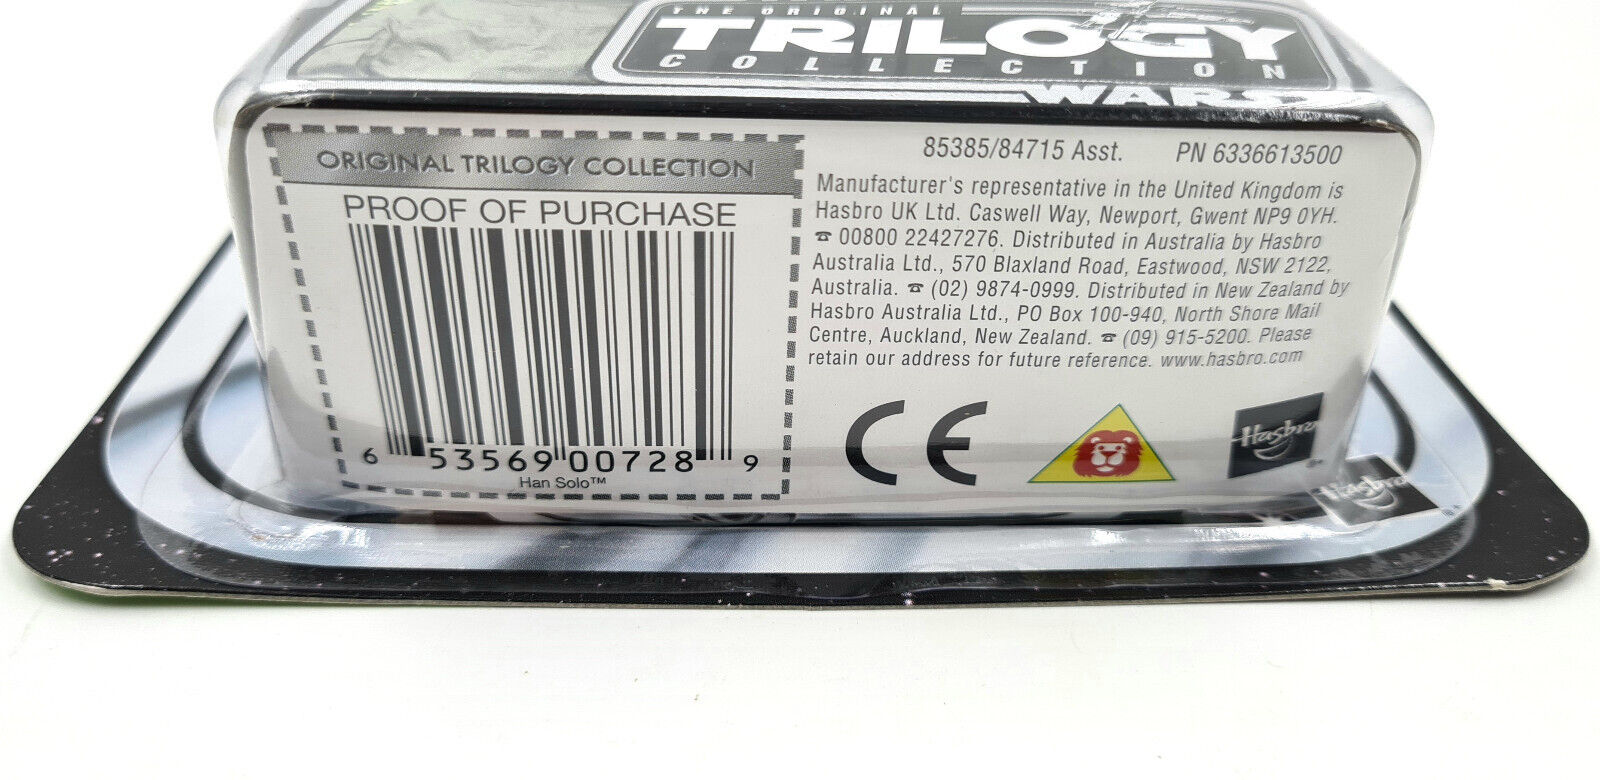 THE ORIGINAL
TRILOGY
COLLECTION
WARS
ORIGINAL TRILOGY COLLECTION
PROOF OF PURCHASE
6 53569 00728 9
Han Solo™
85385/84715 Asst. PN 6336613500
Manufacturer's representative in the United Kingdom is
Hasbro UK Ltd. Caswell Way, Newport, Gwent NP9 0YH.
☎ 00800 22427276. Distributed in Australia by Hasbro
Australia Ltd., 570 Blaxland Road, Eastwood, NSW 2122,
Australia. ☎ (02) 9874-0999. Distributed in New Zealand by
Hasbro Australia Ltd., PO Box 100-940, North Shore Mail
Centre, Auckland, New Zealand. ☎ (09) 915-5200. Please
retain our address for future reference. www.hasbro.com
CE
Hasbro
®
Hasbro